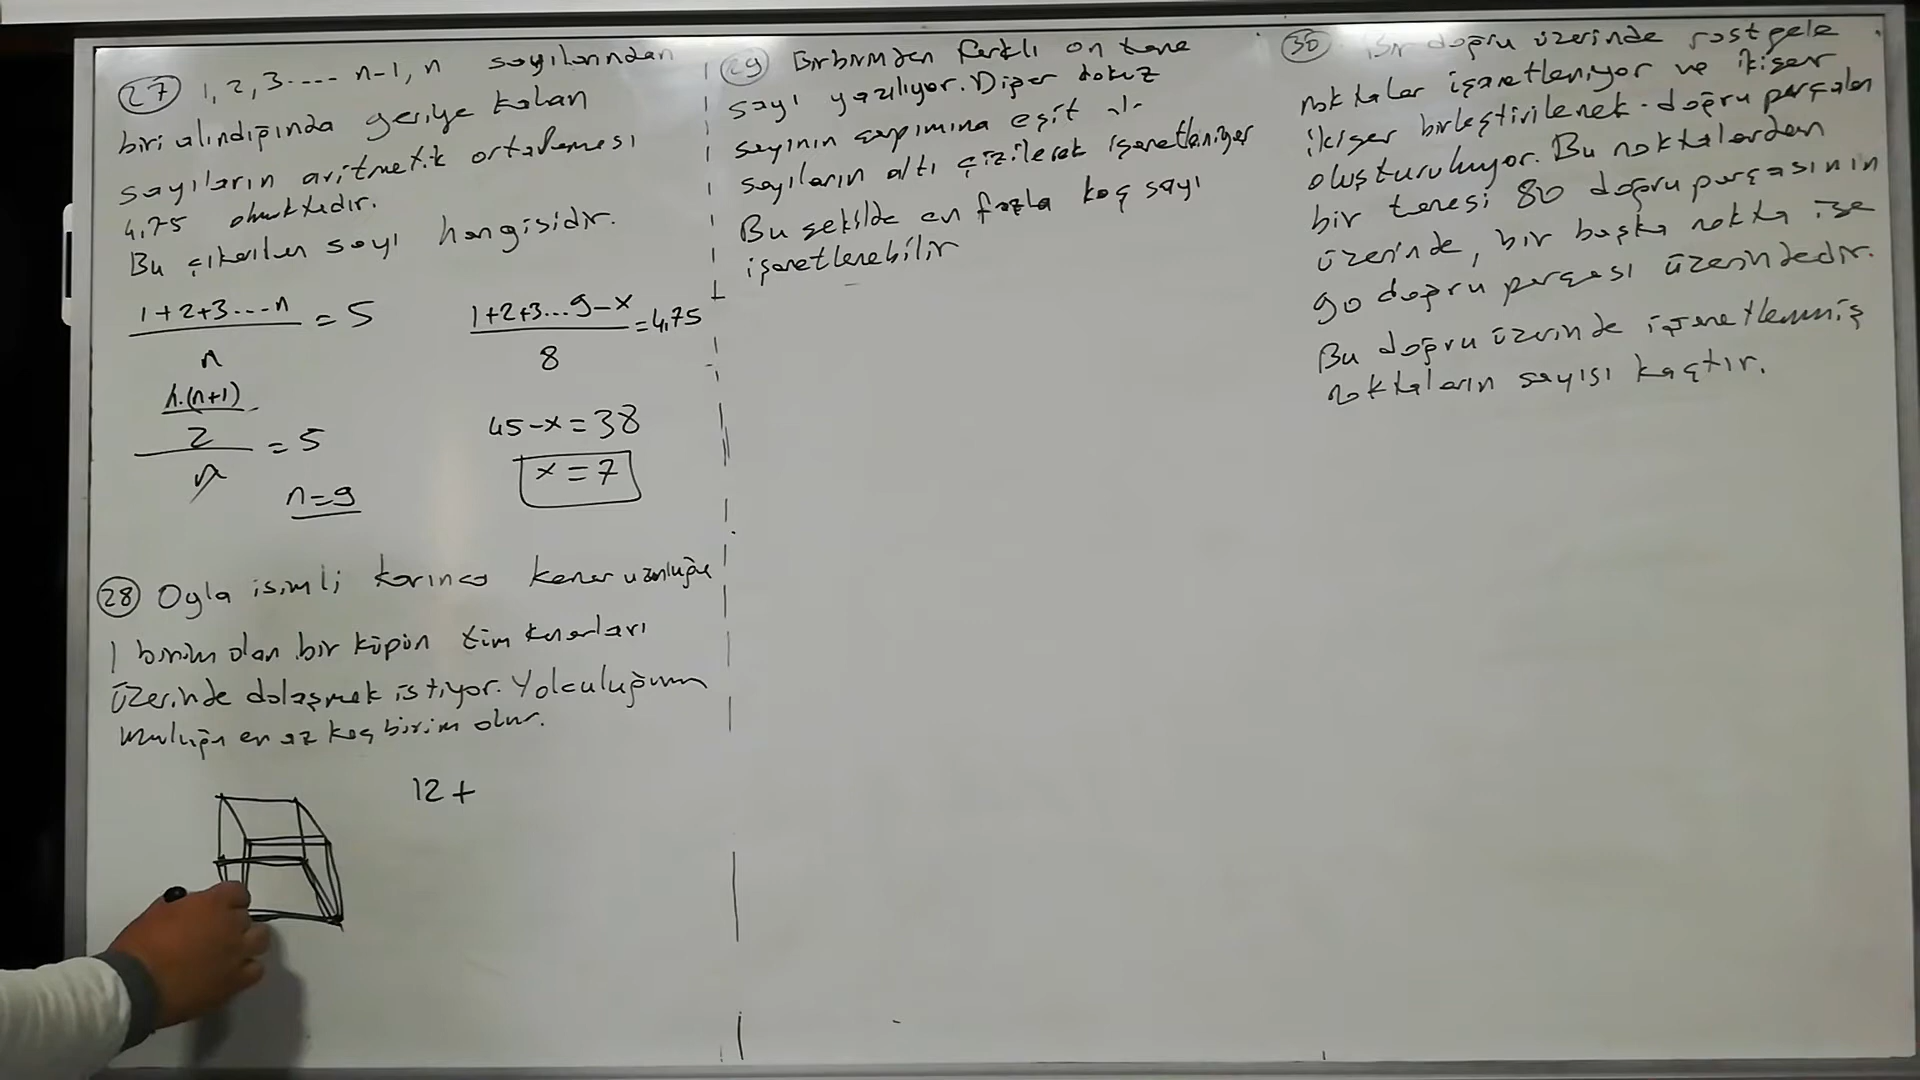 27 1, 2, 3 .... n-1, n sayılarından
biri alındığında geriye kalan
sayıların aritmetik ortalaması
4,75 olmaktadır.
Bu çıkarılan sayı hangisidir.
1+2+3...n / n = 5
n.(n+1) / 2 / n = 5
n=9
1+2+3...9-x / 8 = 4,75
45-x=38
x=7
28 Oyla isimli karınca kenar uzunluğu
1 birim olan bir küpün tüm kenarları
üzerinde dolaşmak istiyor. Yolculuğunun
uzunluğu en az kaç birim olur.
12+
29 Birbirinden farklı on tane
sayı yazılıyor. Diğer dokuz
sayının çarpımına eşit olan
sayıların altı çizilerek işaretleniyor
Bu şekilde en fazla kaç sayı
işaretlenebilir
30 Bir doğru üzerinde rastgele
noktalar işaretleniyor ve ikişer
ikişer birleştirilerek doğru parçaları
oluşturuluyor. Bu noktalardan
bir tanesi 80 doğru parçasının
üzerinde, bir başka nokta ise
90 doğru parçası üzerindedir.
Bu doğru üzerinde işaretlenmiş
noktaların sayısı kaçtır.